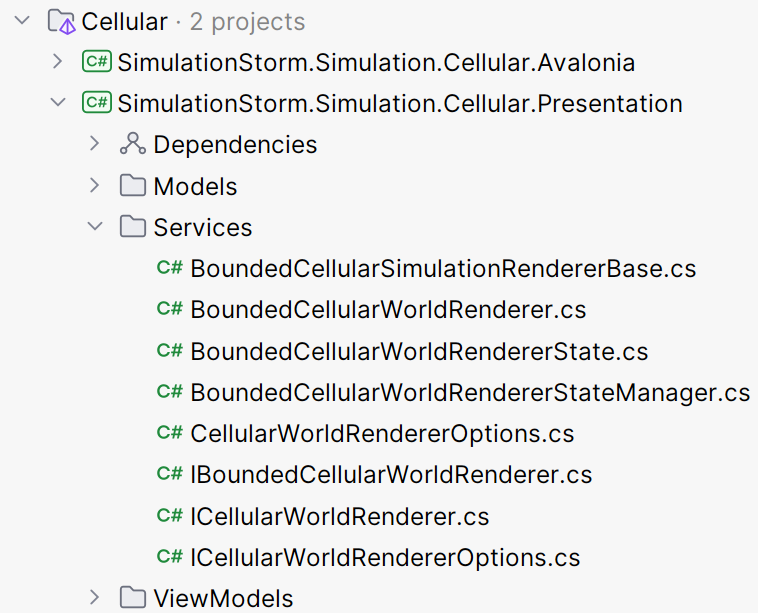 Cellular · 2 projects
C# SimulationStorm.Simulation.Cellular.Avalonia
C# SimulationStorm.Simulation.Cellular.Presentation
Dependencies
Models
Services
C# BoundedCellularSimulationRendererBase.cs
C# BoundedCellularWorldRenderer.cs
C# BoundedCellularWorldRendererState.cs
C# BoundedCellularWorldRendererStateManager.cs
C# CellularWorldRendererOptions.cs
C# IBoundedCellularWorldRenderer.cs
C# ICellularWorldRenderer.cs
C# ICellularWorldRendererOptions.cs
ViewModels